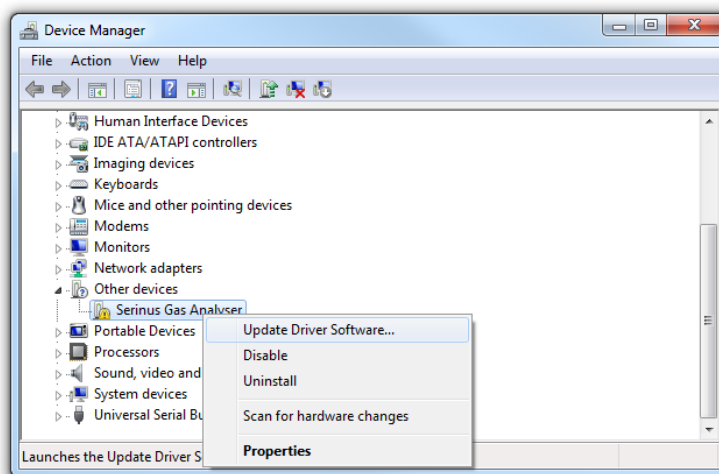 Device Manager
File Action View Help
Human Interface Devices
IDE ATA/ATAPI controllers
Imaging devices
Keyboards
Mice and other pointing devices
Modems
Monitors
Network adapters
Other devices
Serinus Gas Analyser
Portable Devices
Update Driver Software...
Processors
Disable
Sound, video and
Uninstall
System devices
Universal Serial Bu
Scan for hardware changes
Properties
Launches the Update Driver S